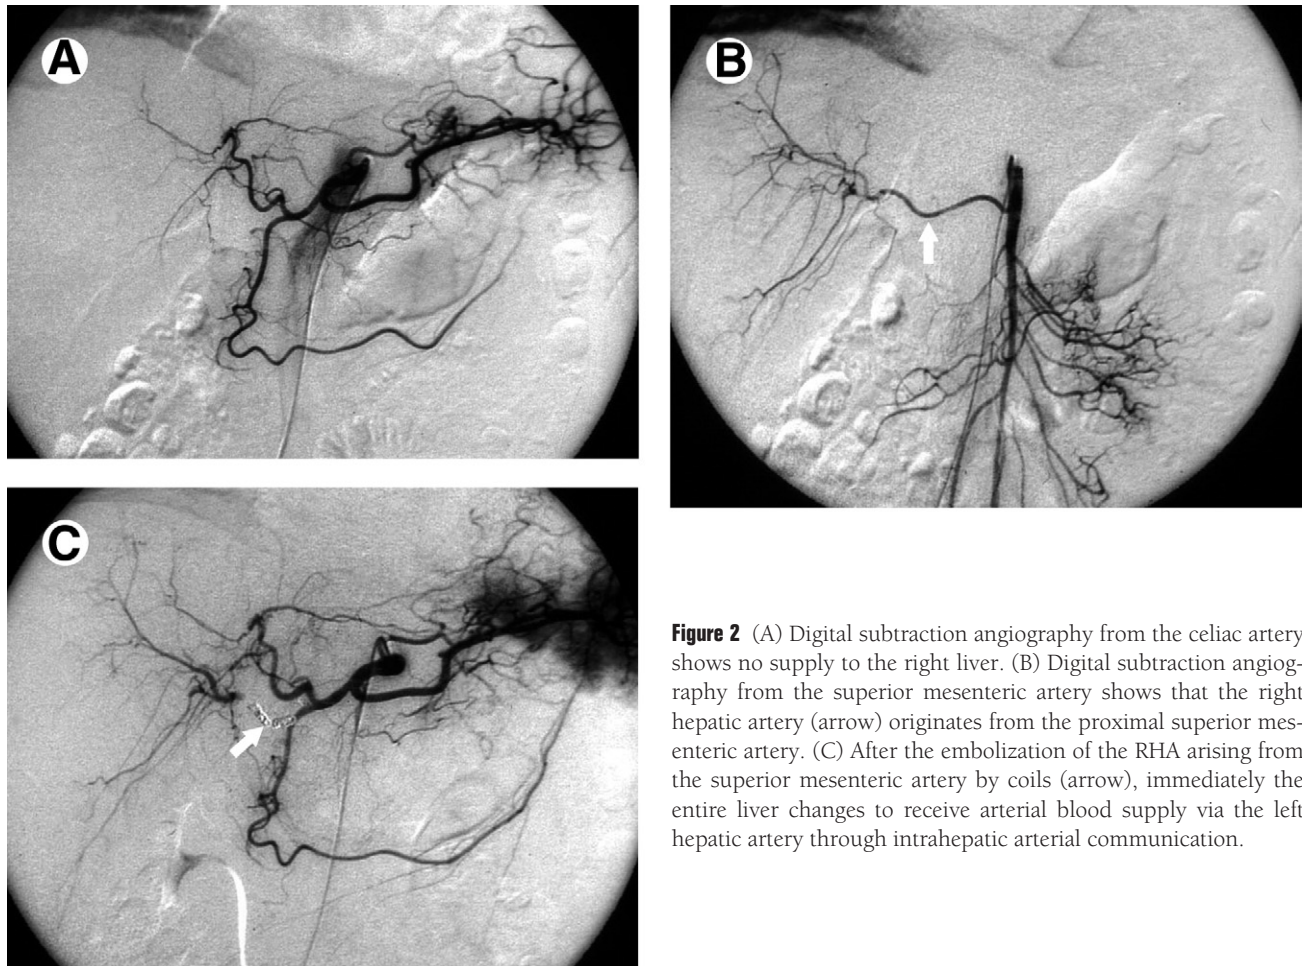 A
B
C
Figure 2 (A) Digital subtraction angiography from the celiac artery
shows no supply to the right liver. (B) Digital subtraction angiog-
raphy from the superior mesenteric artery shows that the right
hepatic artery (arrow) originates from the proximal superior mes-
enteric artery. (C) After the embolization of the RHA arising from
the superior mesenteric artery by coils (arrow), immediately the
entire liver changes to receive arterial blood supply via the left
hepatic artery through intrahepatic arterial communication.